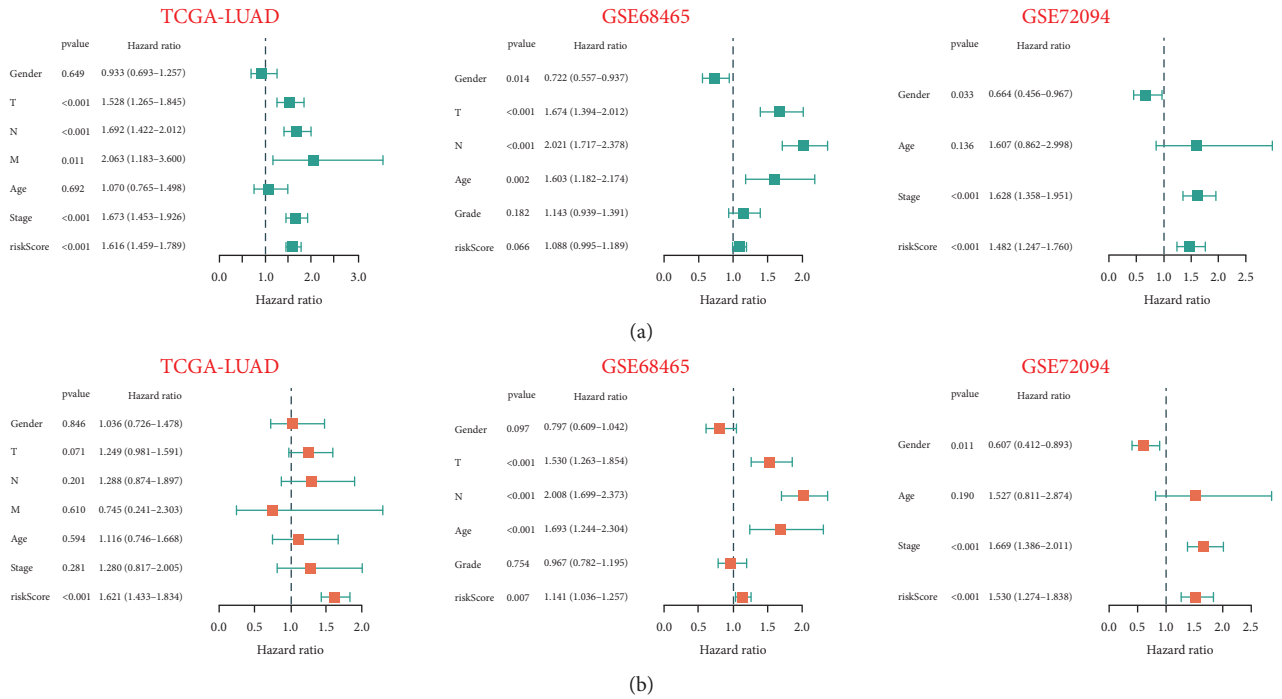 TCGA-LUAD
pvalue Hazard ratio
Gender 0.649 0.933 (0.693–1.257)
T <0.001 1.528 (1.265–1.845)
N <0.001 1.692 (1.422–2.012)
M 0.011 2.063 (1.183–3.600)
Age 0.692 1.070 (0.765–1.498)
Stage <0.001 1.673 (1.453–1.926)
riskScore <0.001 1.616 (1.459–1.789)
0.0 1.0 2.0 3.0
Hazard ratio
GSE68465
pvalue Hazard ratio
Gender 0.014 0.722 (0.557–0.937)
T <0.001 1.674 (1.394–2.012)
N <0.001 2.021 (1.717–2.378)
Age 0.002 1.603 (1.182–2.174)
Grade 0.182 1.143 (0.939–1.391)
riskScore 0.066 1.088 (0.995–1.189)
0.0 0.5 1.0 1.5 2.0
Hazard ratio
GSE72094
pvalue Hazard ratio
Gender 0.033 0.664 (0.456–0.967)
Age 0.136 1.607 (0.862–2.998)
Stage <0.001 1.628 (1.358–1.951)
riskScore <0.001 1.482 (1.247–1.760)
0.0 0.5 1.0 1.5 2.0 2.5
Hazard ratio
(a)
TCGA-LUAD
pvalue Hazard ratio
Gender 0.846 1.036 (0.726–1.478)
T 0.071 1.249 (0.981–1.591)
N 0.201 1.288 (0.874–1.897)
M 0.610 0.745 (0.241–2.303)
Age 0.594 1.116 (0.746–1.668)
Stage 0.281 1.280 (0.817–2.005)
riskScore <0.001 1.621 (1.433–1.834)
0.0 0.5 1.0 1.5 2.0
Hazard ratio
GSE68465
pvalue Hazard ratio
Gender 0.097 0.797 (0.609–1.042)
T <0.001 1.530 (1.263–1.854)
N <0.001 2.008 (1.699–2.373)
Age <0.001 1.693 (1.244–2.304)
Grade 0.754 0.967 (0.782–1.195)
riskScore 0.007 1.141 (1.036–1.257)
0.0 0.5 1.0 1.5 2.0
Hazard ratio
GSE72094
pvalue Hazard ratio
Gender 0.011 0.607 (0.412–0.893)
Age 0.190 1.527 (0.811–2.874)
Stage <0.001 1.669 (1.386–2.011)
riskScore <0.001 1.530 (1.274–1.838)
0.0 0.5 1.0 1.5 2.0 2.5
Hazard ratio
(b)